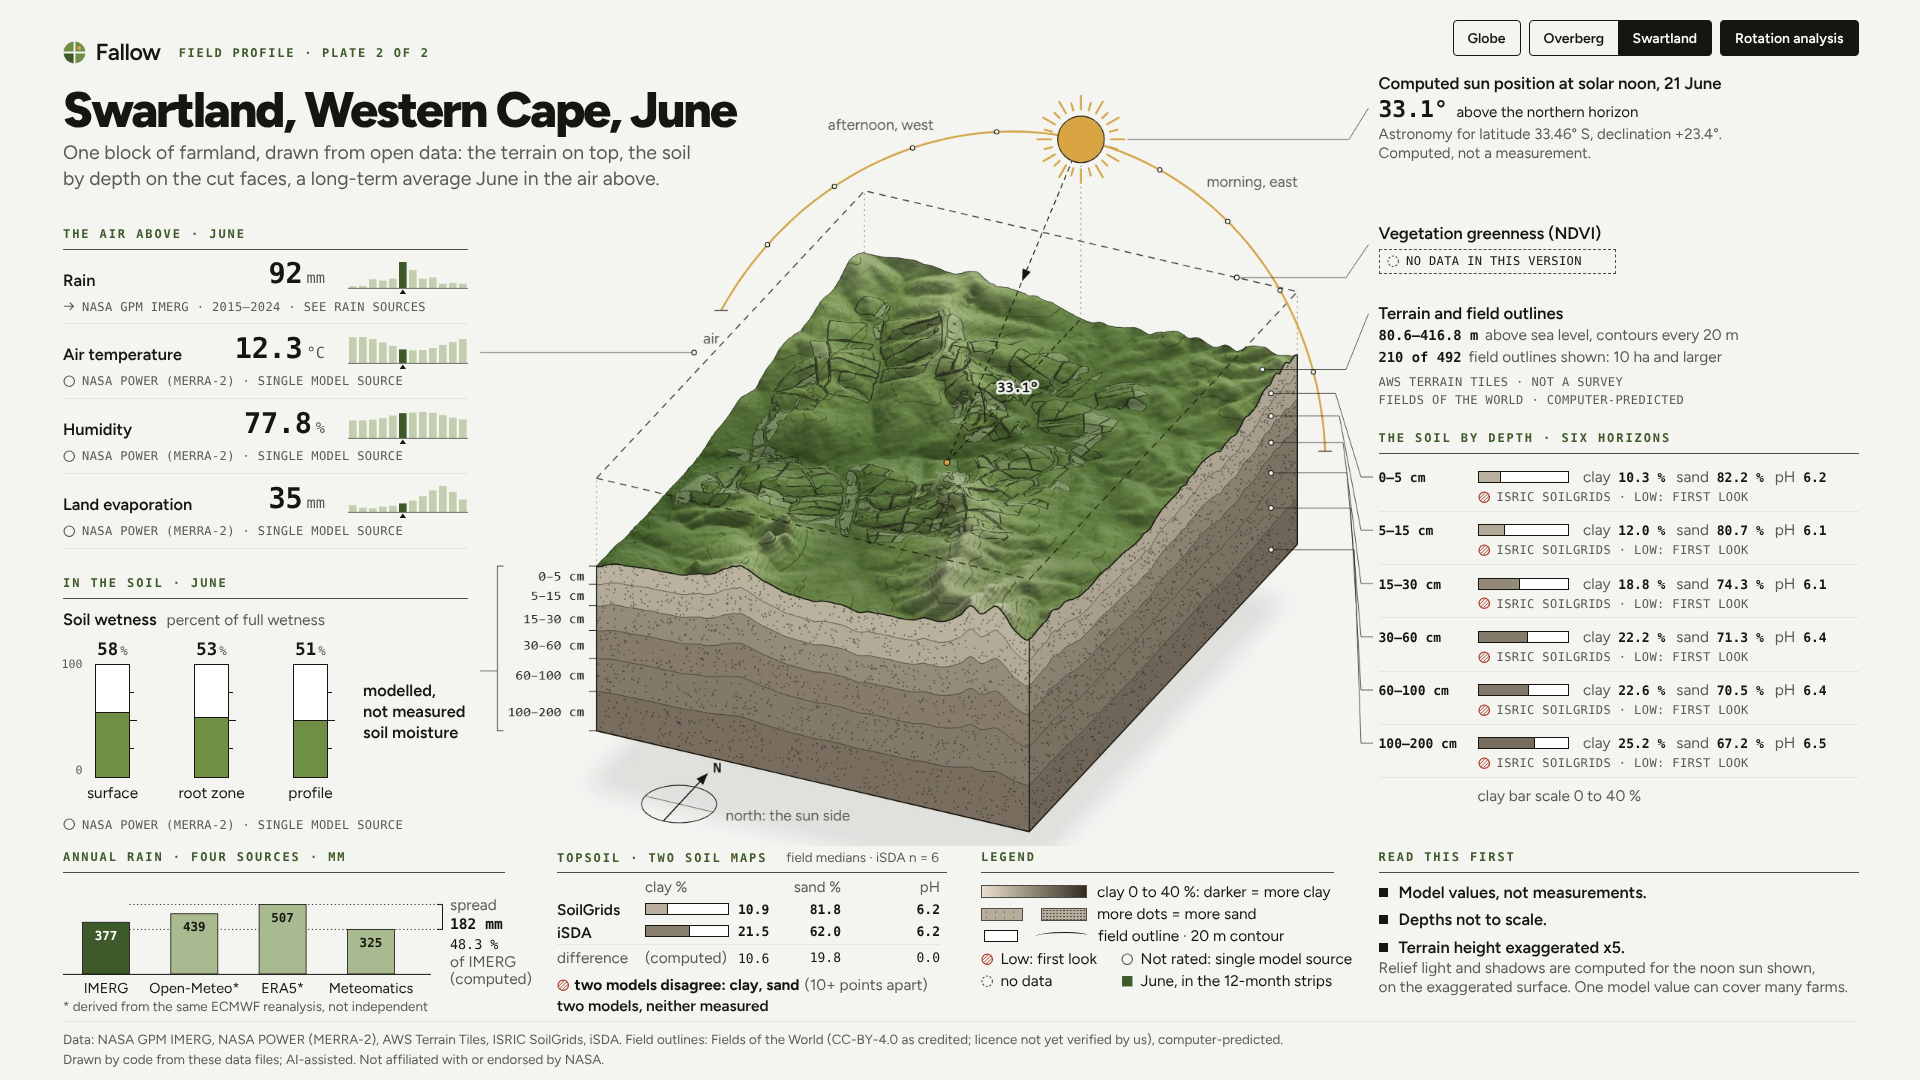 Fallow
FIELD PROFILE · PLATE 2 OF 2
Globe
Overberg
Swartland
Rotation analysis
Swartland, Western Cape, June
One block of farmland, drawn from open data: the terrain on top, the soil
by depth on the cut faces, a long-term average June in the air above.
THE AIR ABOVE · JUNE
Rain 92 mm
→ NASA GPM IMERG · 2015–2024 · SEE RAIN SOURCES
Air temperature 12.3 °C
NASA POWER (MERRA-2) · SINGLE MODEL SOURCE
Humidity 77.8 %
NASA POWER (MERRA-2) · SINGLE MODEL SOURCE
Land evaporation 35 mm
NASA POWER (MERRA-2) · SINGLE MODEL SOURCE
IN THE SOIL · JUNE
Soil wetness percent of full wetness
58 % 53 % 51 %
100
0
surface root zone profile
modelled,
not measured
soil moisture
NASA POWER (MERRA-2) · SINGLE MODEL SOURCE
afternoon, west
morning, east
air
33.1°
0–5 cm
5–15 cm
15–30 cm
30–60 cm
60–100 cm
100–200 cm
N
north: the sun side
Computed sun position at solar noon, 21 June
33.1° above the northern horizon
Astronomy for latitude 33.46° S, declination +23.4°.
Computed, not a measurement.
Vegetation greenness (NDVI)
NO DATA IN THIS VERSION
Terrain and field outlines
80.6–416.8 m above sea level, contours every 20 m
210 of 492 field outlines shown: 10 ha and larger
AWS TERRAIN TILES · NOT A SURVEY
FIELDS OF THE WORLD · COMPUTER-PREDICTED
THE SOIL BY DEPTH · SIX HORIZONS
0–5 cm clay 10.3 % sand 82.2 % pH 6.2
ISRIC SOILGRIDS · LOW: FIRST LOOK
5–15 cm clay 12.0 % sand 80.7 % pH 6.1
ISRIC SOILGRIDS · LOW: FIRST LOOK
15–30 cm clay 18.8 % sand 74.3 % pH 6.1
ISRIC SOILGRIDS · LOW: FIRST LOOK
30–60 cm clay 22.2 % sand 71.3 % pH 6.4
ISRIC SOILGRIDS · LOW: FIRST LOOK
60–100 cm clay 22.6 % sand 70.5 % pH 6.4
ISRIC SOILGRIDS · LOW: FIRST LOOK
100–200 cm clay 25.2 % sand 67.2 % pH 6.5
ISRIC SOILGRIDS · LOW: FIRST LOOK
clay bar scale 0 to 40 %
ANNUAL RAIN · FOUR SOURCES · MM
377 439 507 325
IMERG Open-Meteo* ERA5* Meteomatics
spread
182 mm
48.3 %
of IMERG
(computed)
* derived from the same ECMWF reanalysis, not independent
TOPSOIL · TWO SOIL MAPS field medians · iSDA n = 6
clay % sand % pH
SoilGrids 10.9 81.8 6.2
iSDA 21.5 62.0 6.2
difference (computed) 10.6 19.8 0.0
two models disagree: clay, sand (10+ points apart)
two models, neither measured
LEGEND
clay 0 to 40 %: darker = more clay
more dots = more sand
field outline · 20 m contour
Low: first look Not rated: single model source
no data June, in the 12-month strips
READ THIS FIRST
Model values, not measurements.
Depths not to scale.
Terrain height exaggerated x5.
Relief light and shadows are computed for the noon sun shown,
on the exaggerated surface. One model value can cover many farms.
Data: NASA GPM IMERG, NASA POWER (MERRA-2), AWS Terrain Tiles, ISRIC SoilGrids, iSDA. Field outlines: Fields of the World (CC-BY-4.0 as credited; licence not yet verified by us), computer-predicted.
Drawn by code from these data files; AI-assisted. Not affiliated with or endorsed by NASA.